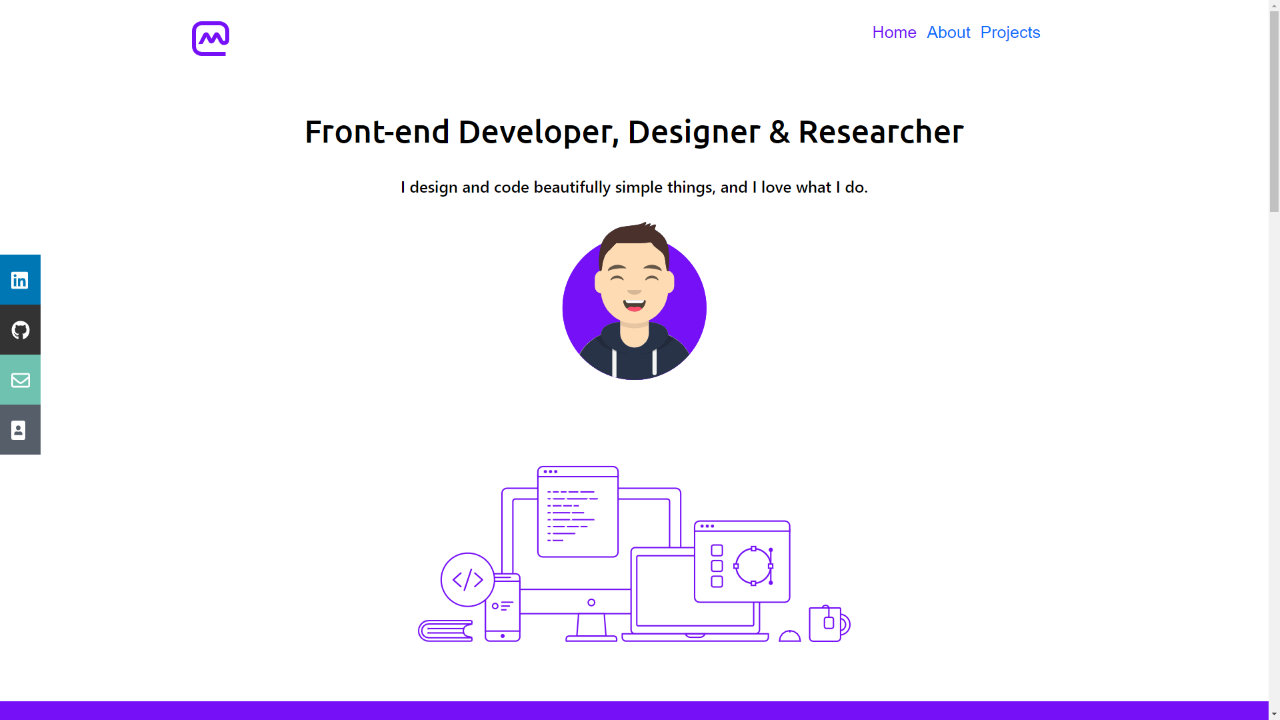 Home About Projects
Front-end Developer, Designer & Researcher
I design and code beautifully simple things, and I love what I do.